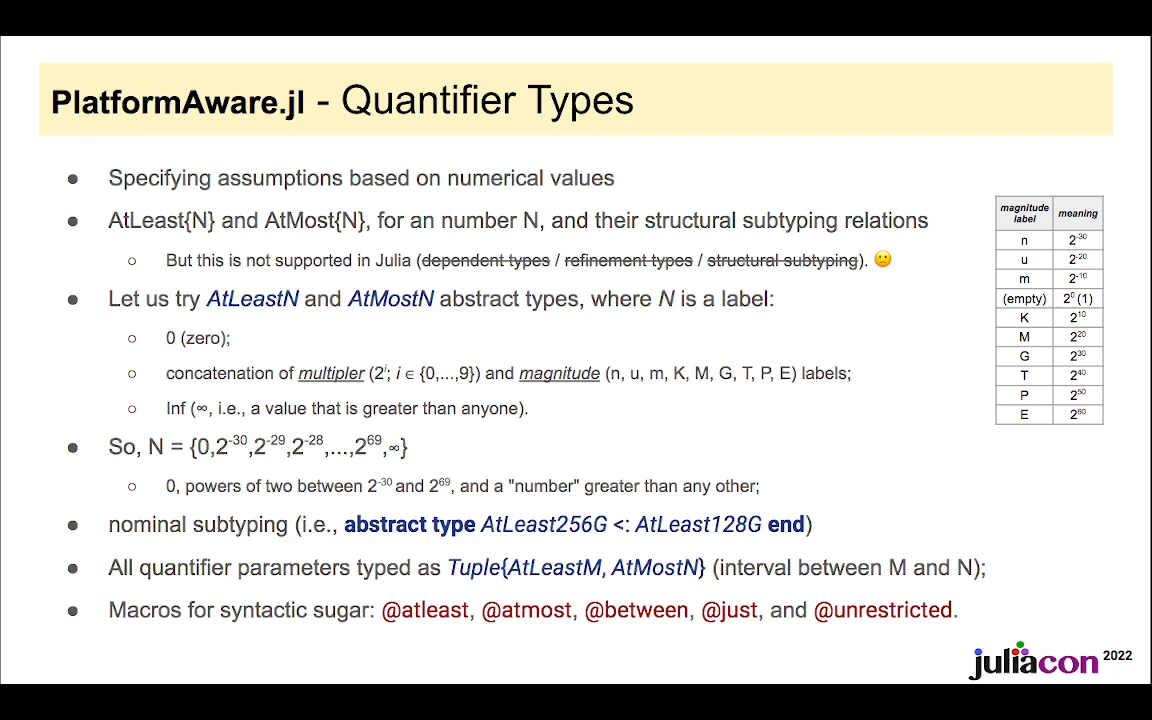 PlatformAware.jl - Quantifier Types
● Specifying assumptions based on numerical values
● AtLeast{N} and AtMost{N}, for an number N, and their structural subtyping relations
○ But this is not supported in Julia (dependent types / refinement types / structural subtyping). 🙁
● Let us try AtLeastN and AtMostN abstract types, where N is a label:
○ 0 (zero);
○ concatenation of multipler (2ⁱ; i ∈ {0,...,9}) and magnitude (n, u, m, K, M, G, T, P, E) labels;
○ Inf (∞, i.e., a value that is greater than anyone).
● So, N = {0,2⁻³⁰,2⁻²⁹,2⁻²⁸,...,2⁶⁹,∞}
○ 0, powers of two between 2⁻³⁰ and 2⁶⁹, and a "number" greater than any other;
● nominal subtyping (i.e., abstract type AtLeast256G <: AtLeast128G end)
● All quantifier parameters typed as Tuple{AtLeastM, AtMostN} (interval between M and N);
● Macros for syntactic sugar: @atleast, @atmost, @between, @just, and @unrestricted.
magnitude label meaning
n 2⁻³⁰
u 2⁻²⁰
m 2⁻¹⁰
(empty) 2⁰ (1)
K 2¹⁰
M 2²⁰
G 2³⁰
T 2⁴⁰
P 2⁵⁰
E 2⁶⁰
juliacon 2022